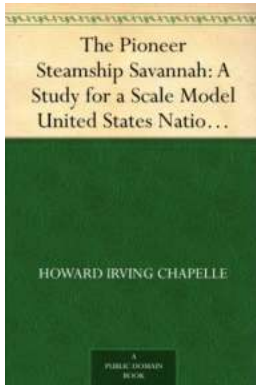 The Pioneer
Steamship Savannah: A
Study for a Scale Model
United States Natio...
HOWARD IRVING CHAPELLE
A
PUBLIC DOMAIN
BOOK